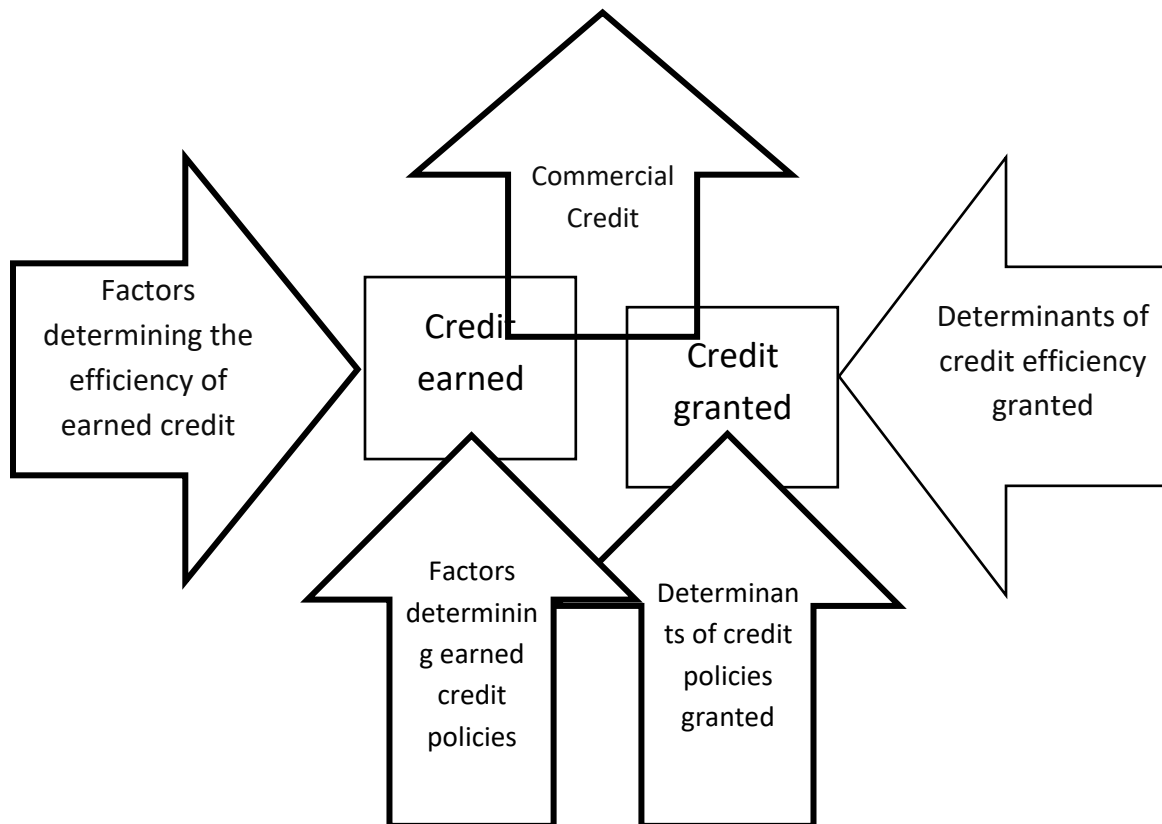 Commercial
Credit
Factors
determining the
efficiency of
earned credit
Credit
earned
Credit
granted
Determinants of
credit efficiency
granted
Factors
determinin
g earned
credit
policies
Determinan
ts of credit
policies
granted